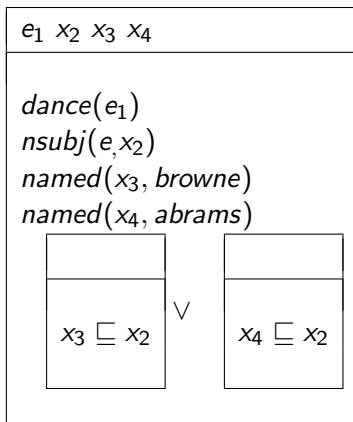 e₁ x₂ x₃ x₄
dance(e₁)
nsubj(e,x₂)
named(x₃, browne)
named(x₄, abrams)
x₃ ⊑ x₂ ∨ x₄ ⊑ x₂